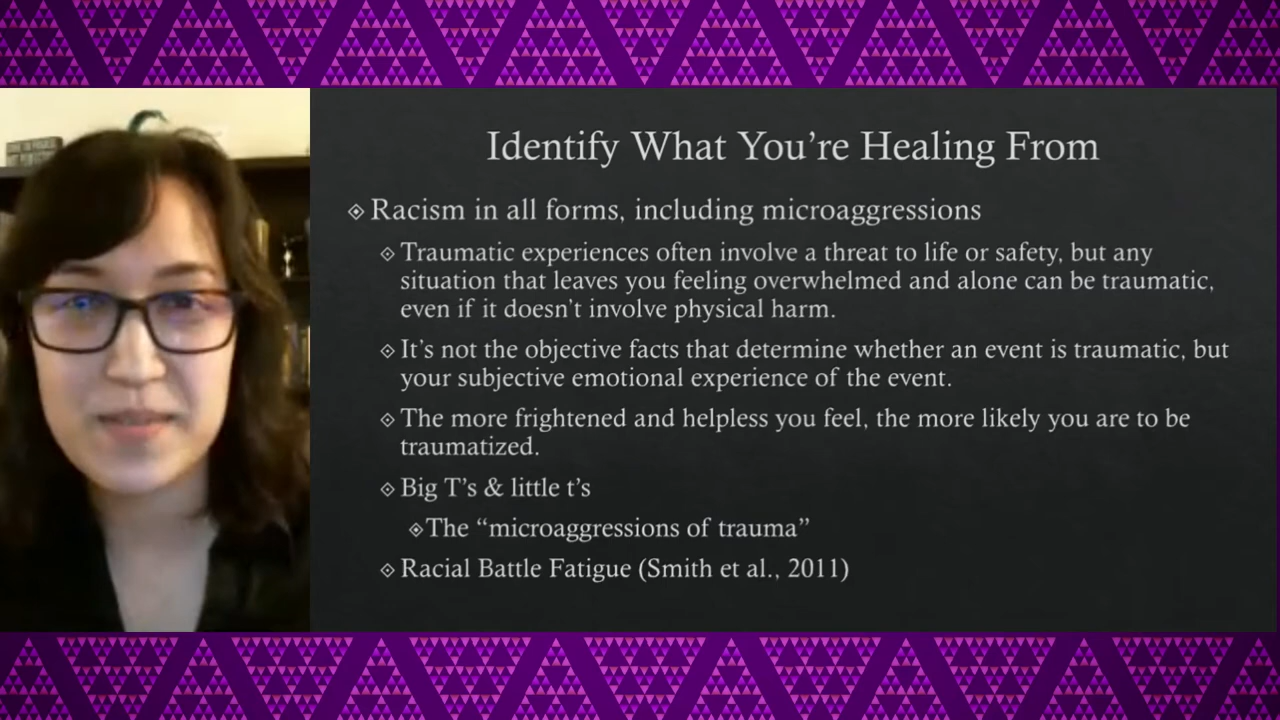 Identify What You're Healing From
Racism in all forms, including microaggressions
Traumatic experiences often involve a threat to life or safety, but any
situation that leaves you feeling overwhelmed and alone can be traumatic,
even if it doesn't involve physical harm.
It's not the objective facts that determine whether an event is traumatic, but
your subjective emotional experience of the event.
The more frightened and helpless you feel, the more likely you are to be
traumatized.
Big T's & little t's
The “microaggressions of trauma”
Racial Battle Fatigue (Smith et al., 2011)